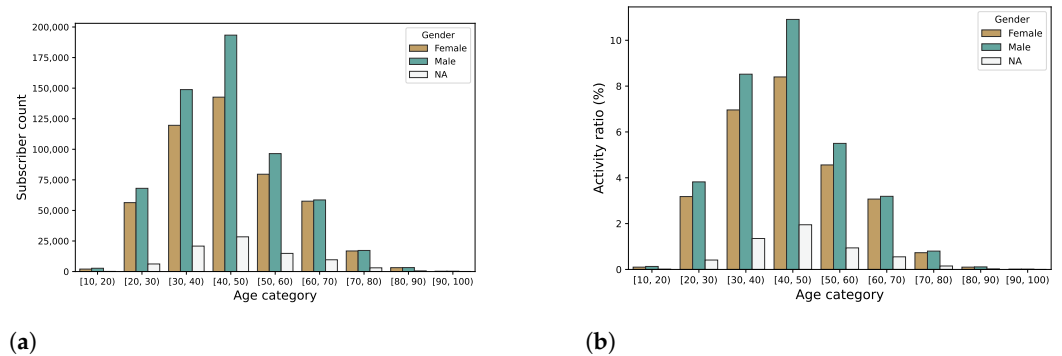 200,000
175,000
150,000
125,000
100,000
75,000
50,000
25,000
0
Subscriber count
Gender
Female
Male
NA
[10, 20) [20, 30) [30, 40) [40, 50) [50, 60) [60, 70) [70, 80) [80, 90) [90, 100)
Age category
(a)
10
8
6
4
2
0
Activity ratio (%)
Gender
Female
Male
NA
[10, 20) [20, 30) [30, 40) [40, 50) [50, 60) [60, 70) [70, 80) [80, 90) [90, 100)
Age category
(b)